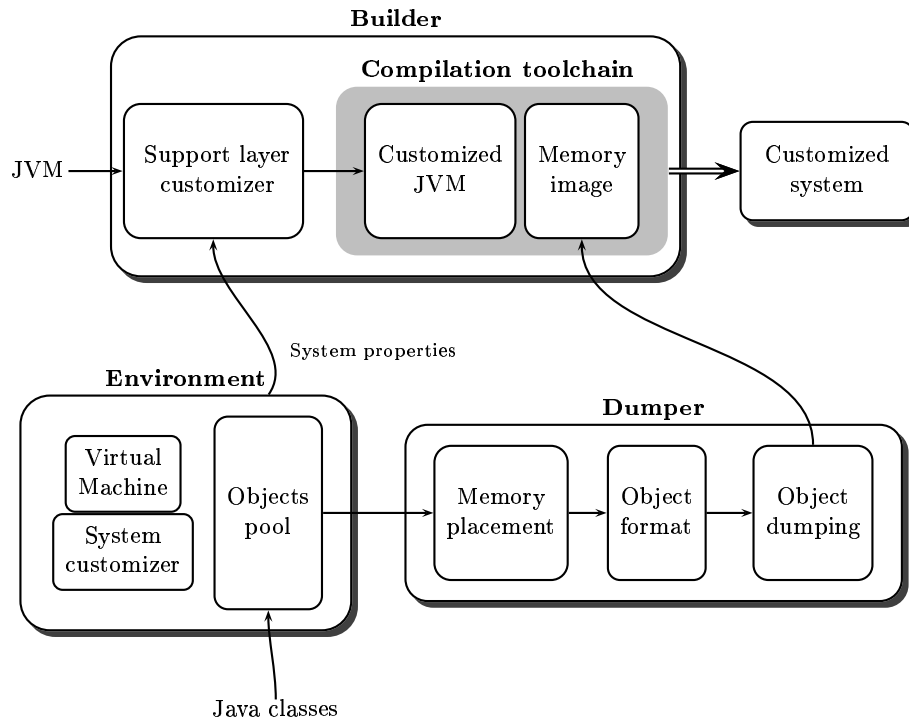 Builder
Compilation toolchain
JVM
Support layer
customizer
Customized
JVM
Memory
image
Customized
system
System properties
Environment
Virtual
Machine
System
customizer
Objects
pool
Dumper
Memory
placement
Object
format
Object
dumping
Java classes